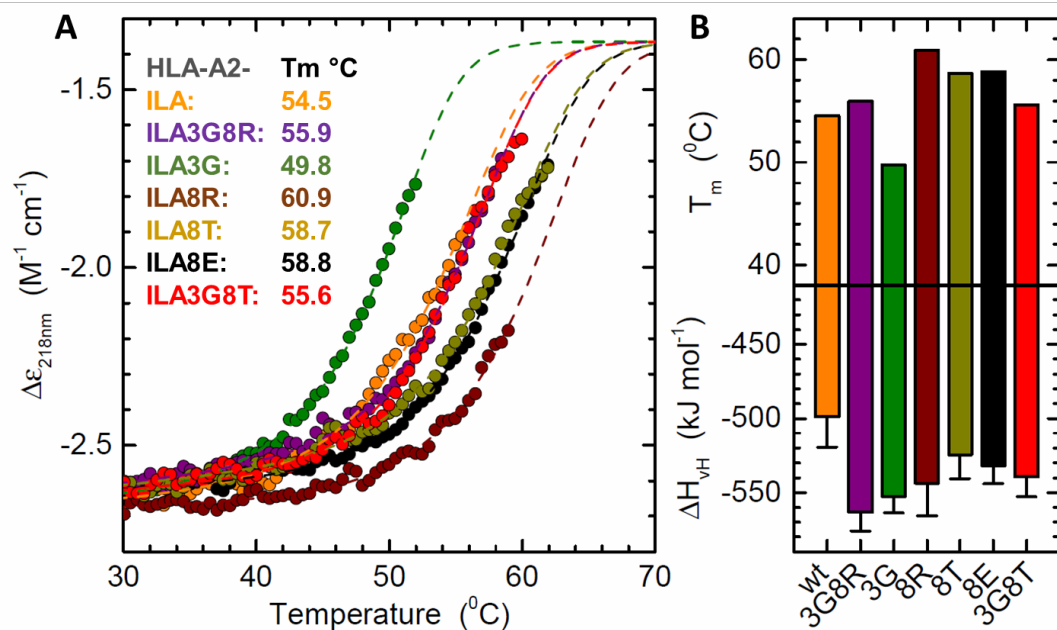 A
HLA-A2- Tm °C
ILA: 54.5
ILA3G8R: 55.9
ILA3G: 49.8
ILA8R: 60.9
ILA8T: 58.7
ILA8E: 58.8
ILA3G8T: 55.6
-1.5
-2.0
-2.5
Δε218nm (M⁻¹ cm⁻¹)
30 40 50 60 70
Temperature (⁰C)
B
60
50
40
Tm (⁰C)
-450
-500
-550
ΔHvH (kJ mol⁻¹)
wt 3G8R 3G 8R 8T 8E 3G8T